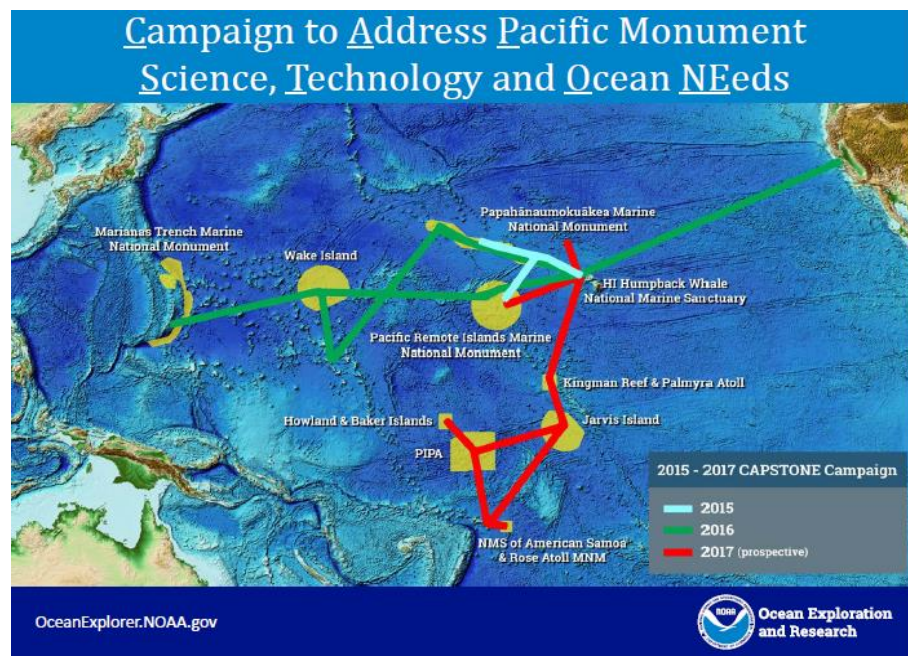 Campaign to Address Pacific Monument
Science, Technology and Ocean NEeds
Papahānaumokuākea Marine
National Monument
Marianas Trench Marine
National Monument
Wake Island
HI Humpback Whale
National Marine Sanctuary
Pacific Remote Islands Marine
National Monument
Kingman Reef & Palmyra Atoll
Howland & Baker Islands
Jarvis Island
PIPA
2015 - 2017 CAPSTONE Campaign
2015
2016
2017 (prospective)
NMS of American Samoa
& Rose Atoll MNM
OceanExplorer.NOAA.gov
NOAA
Ocean Exploration
and Research